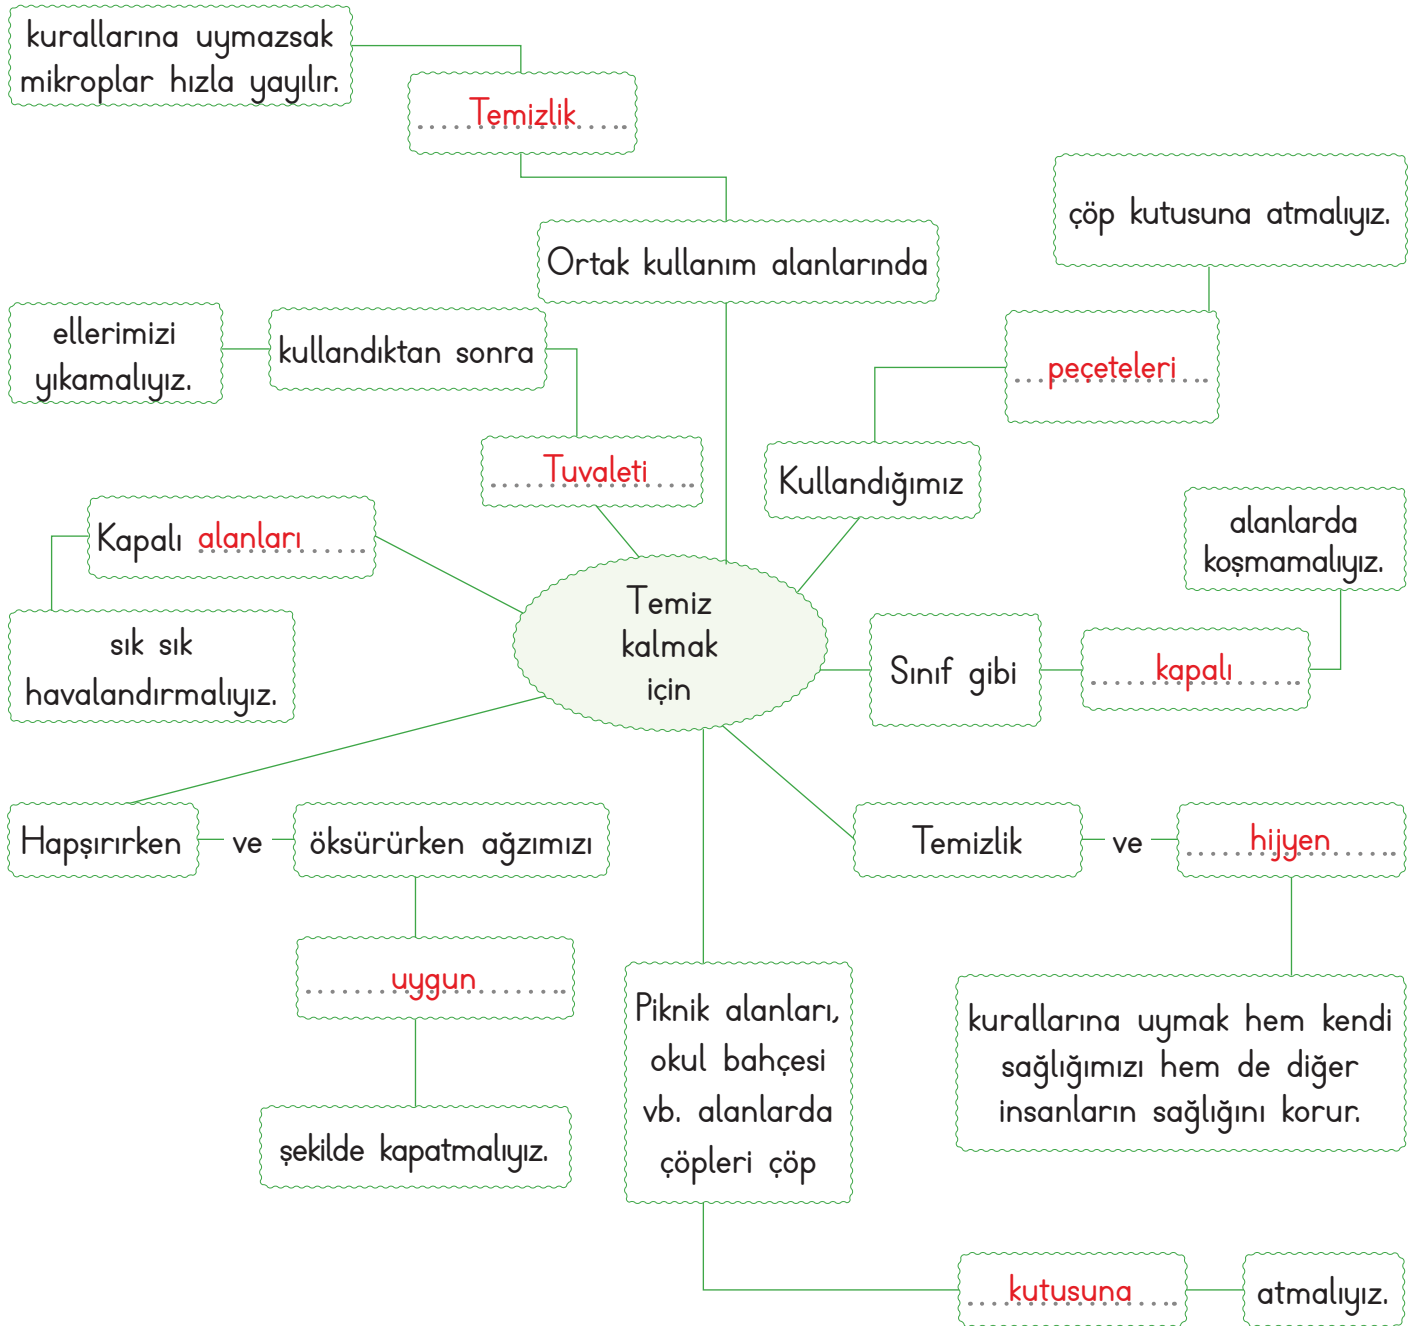 kurallarına uymazsak
mikroplar hızla yayılır.
Temizlik
Ortak kullanım alanlarında
çöp kutusuna atmalıyız.
peçeteleri
Kullandığımız
ellerimizi
yıkamalıyız.
kullandıktan sonra
Tuvaleti
Kapalı alanları
sık sık
havalandırmalıyız.
Temiz
kalmak
için
Sınıf gibi
kapalı
alanlarda
koşmamalıyız.
Hapşırırken ve öksürürken ağzımızı
uygun
şekilde kapatmalıyız.
Temizlik ve hijyen
kurallarına uymak hem kendi
sağlığımızı hem de diğer
insanların sağlığını korur.
Piknik alanları,
okul bahçesi
vb. alanlarda
çöpleri çöp
kutusuna
atmalıyız.